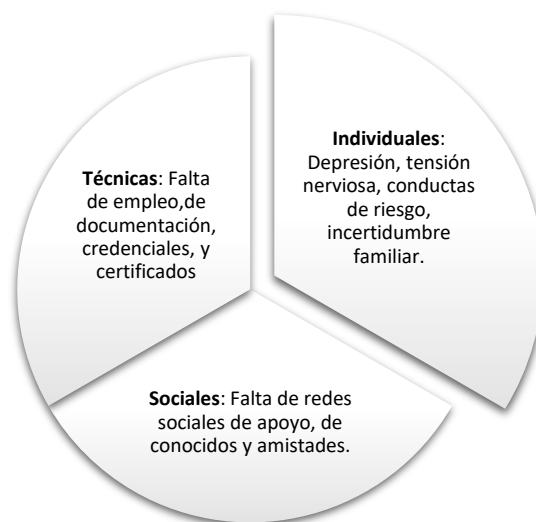 Individuales:
Depresión, tensión
nerviosa, conductas
de riesgo,
incertidumbre
familiar.
Técnicas: Falta
de empleo,de
documentación,
credenciales, y
certificados
Sociales: Falta de redes
sociales de apoyo, de
conocidos y amistades.